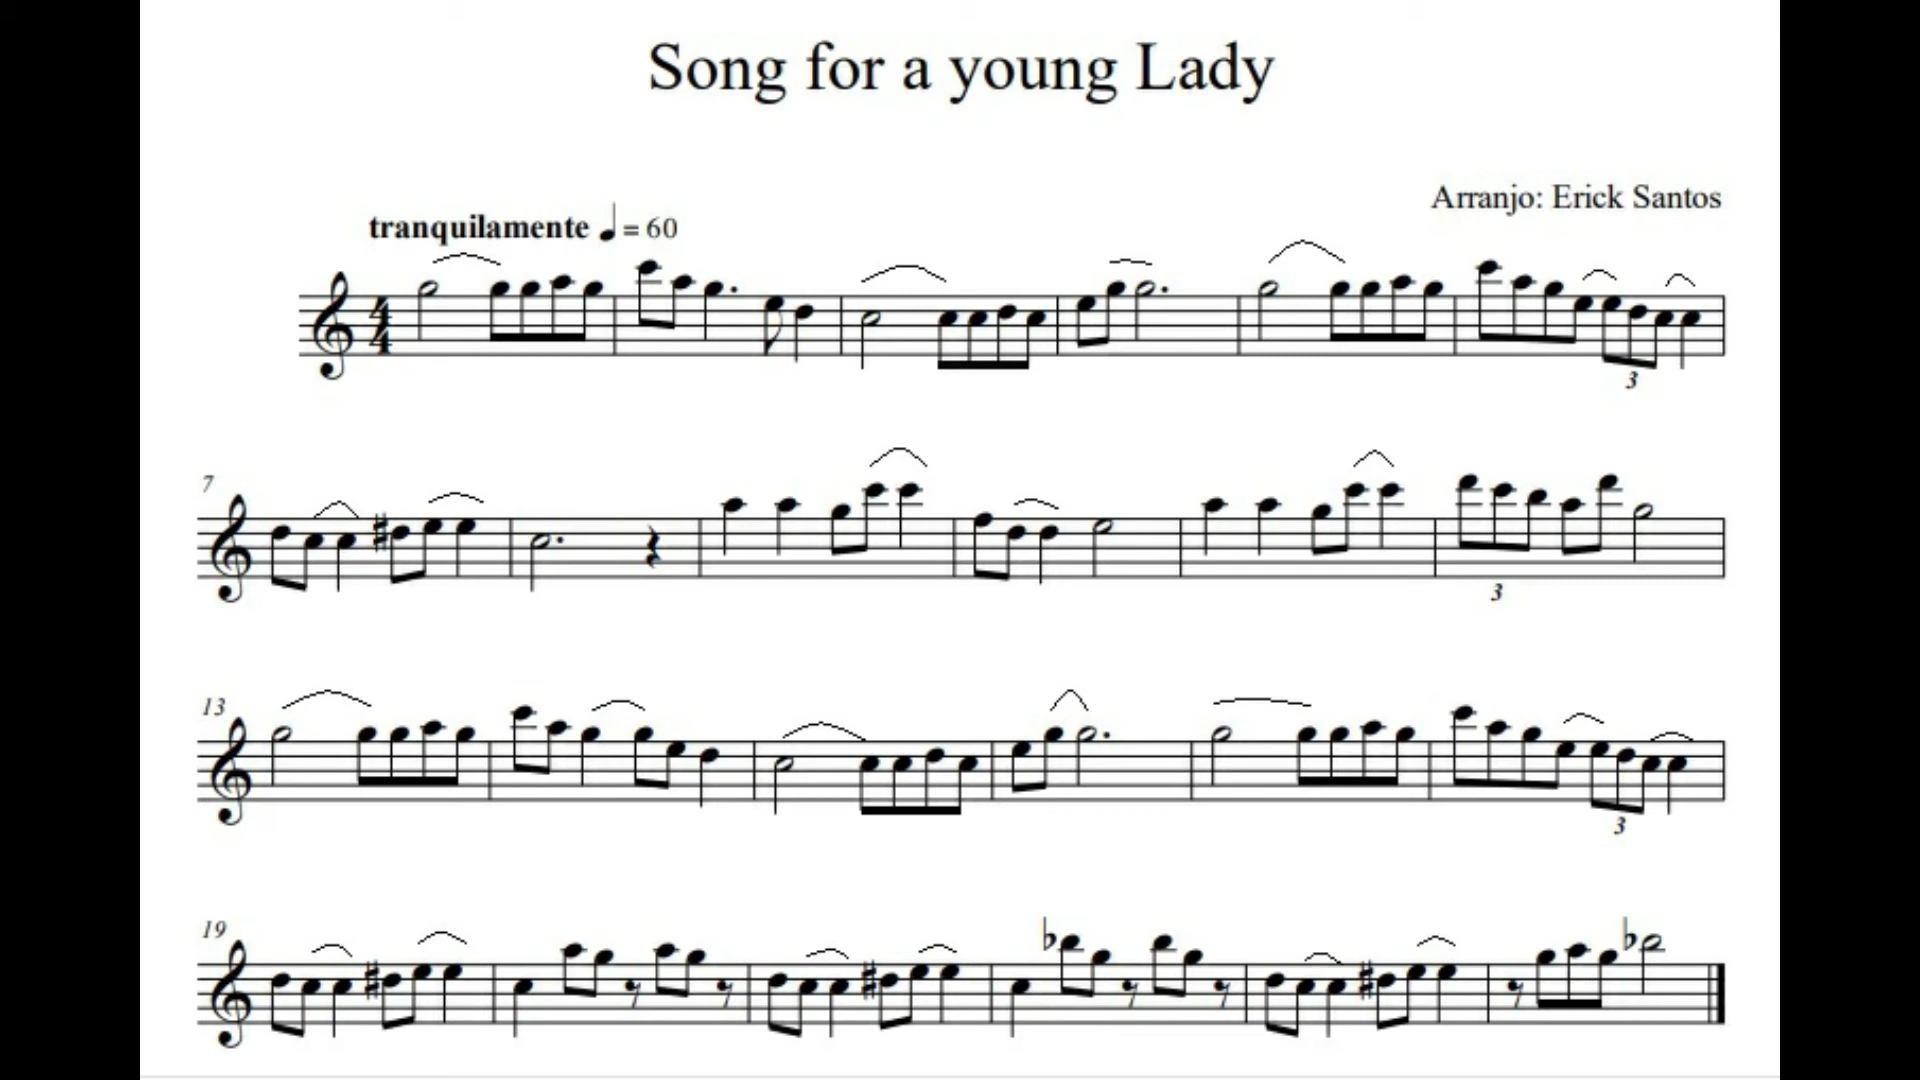 Song for a young Lady
Arranjo: Erick Santos
tranquilamente ♩ = 60
4
4
3
7
3
13
3
19